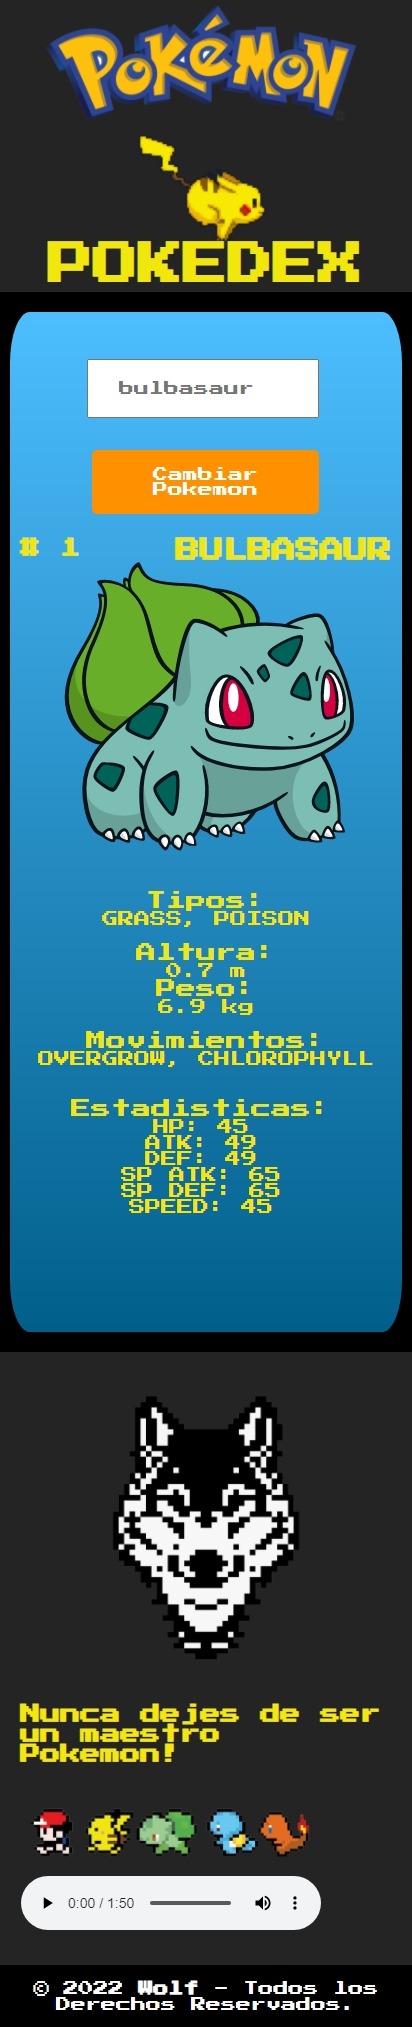 POKéMON
POKEDEX
bulbasaur
Cambiar
Pokemon
# 1 BULBASAUR
Tipos:
GRASS, POISON
Altura:
0.7 m
Peso:
6.9 kg
Movimientos:
OVERGROW, CHLOROPHYLL
Estadisticas:
HP: 45
ATK: 49
DEF: 49
SP ATK: 65
SP DEF: 65
SPEED: 45
Nunca dejes de ser
un maestro
Pokemon!
0:00 / 1:50
© 2022 Wolf - Todos los
Derechos Reservados.